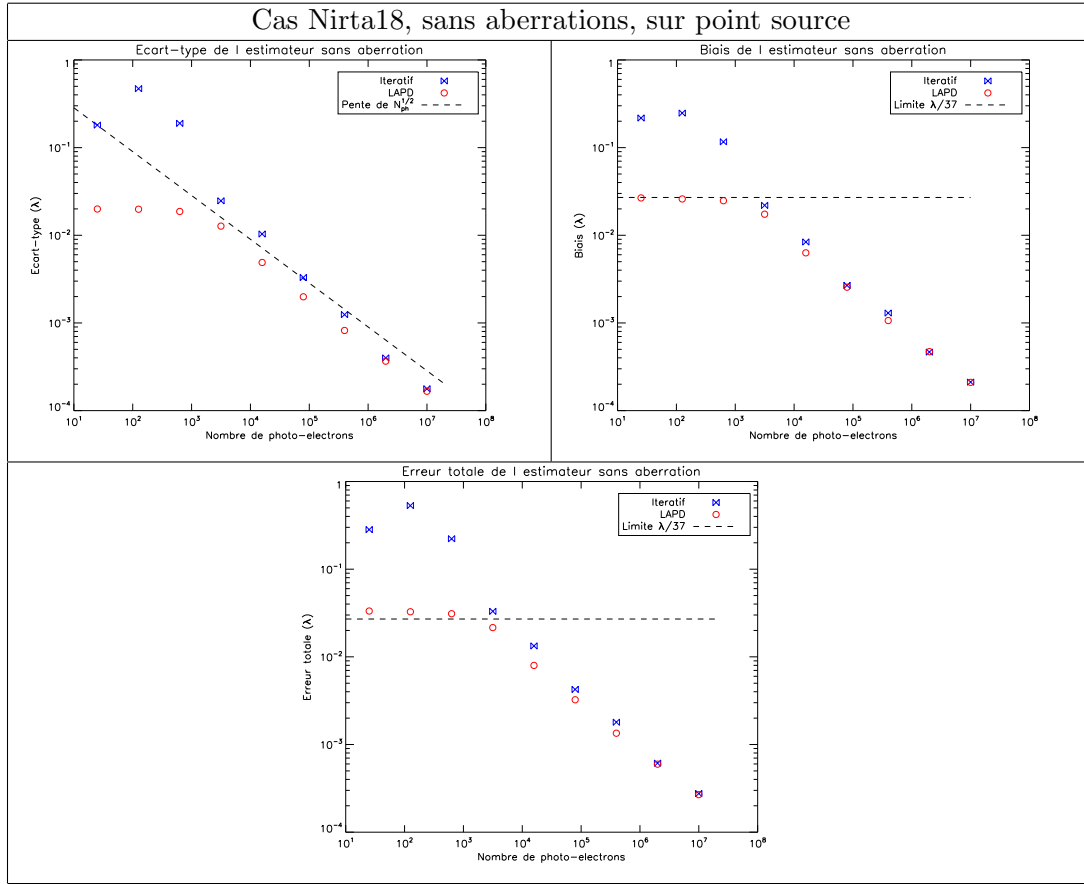 Cas Nirta18, sans aberrations, sur point source
Ecart-type de l estimateur sans aberration
Iteratif
LAPD
Pente de N_ph^1/2
Ecart-type (λ)
1
10^-1
10^-2
10^-3
10^-4
10^1 10^2 10^3 10^4 10^5 10^6 10^7 10^8
Nombre de photo-electrons
Biais de l estimateur sans aberration
Iteratif
LAPD
Limite λ/37
Biais (λ)
1
10^-1
10^-2
10^-3
10^-4
10^1 10^2 10^3 10^4 10^5 10^6 10^7 10^8
Nombre de photo-electrons
Erreur totale de l estimateur sans aberration
Iteratif
LAPD
Limite λ/37
Erreur totale (λ)
1
10^-1
10^-2
10^-3
10^-4
10^1 10^2 10^3 10^4 10^5 10^6 10^7 10^8
Nombre de photo-electrons